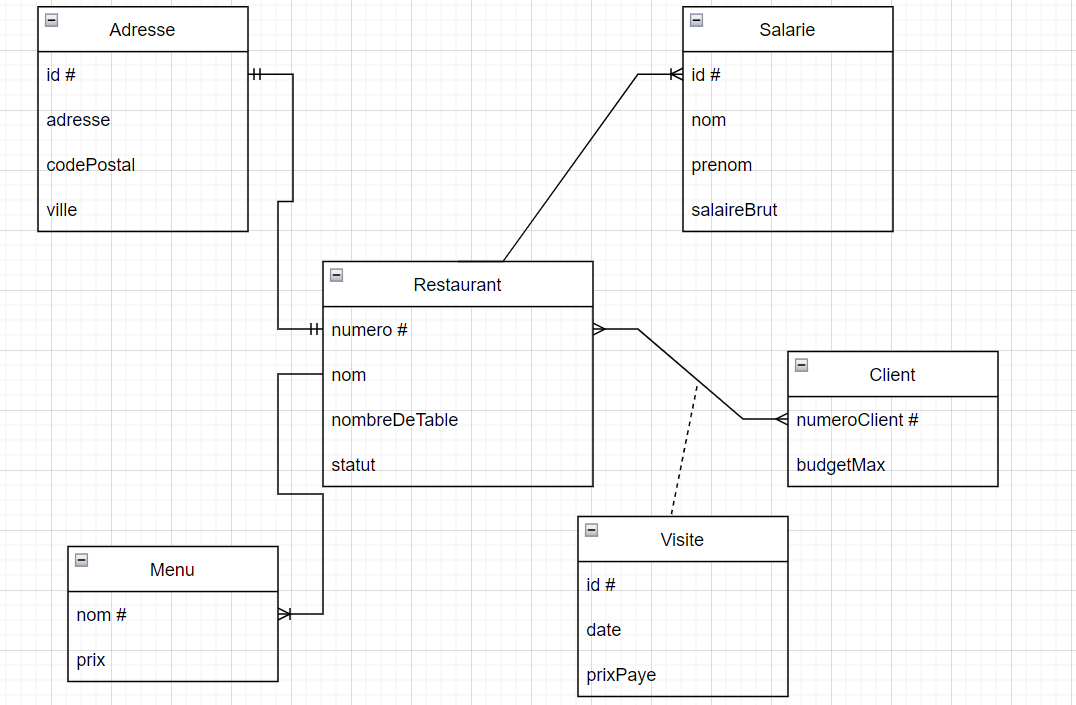 Adresse
id #
adresse
codePostal
ville
Salarie
id #
nom
prenom
salaireBrut
Restaurant
numero #
nom
nombreDeTable
statut
Client
numeroClient #
budgetMax
Menu
nom #
prix
Visite
id #
date
prixPaye